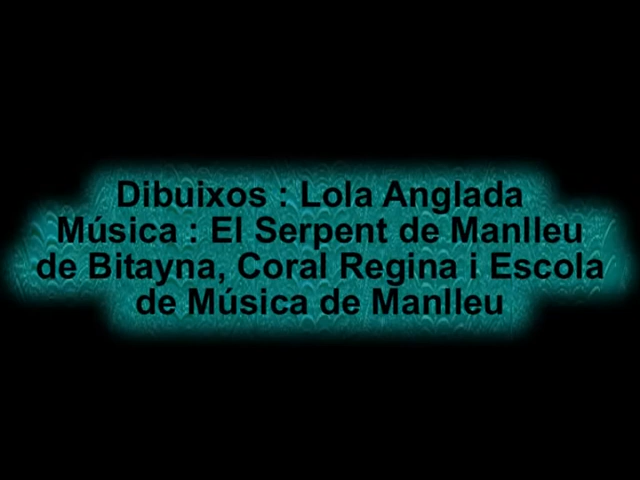 Dibuixos : Lola Anglada
Música : El Serpent de Manlleu
de Bitayna, Coral Regina i Escola
de Música de Manlleu